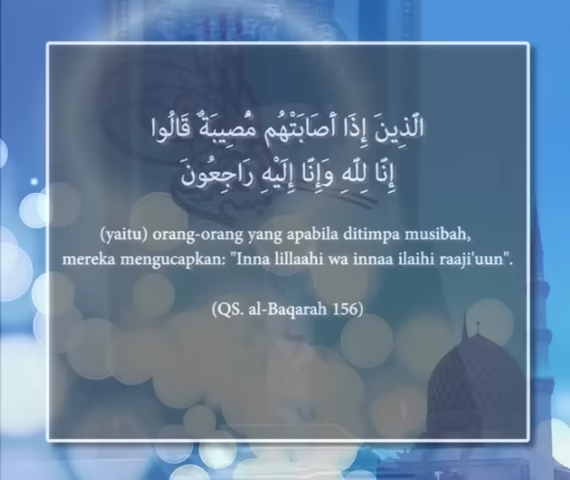 الَّذِينَ إِذَا أَصَابَتْهُم مُّصِيبَةٌ قَالُوا
إِنَّا لِلَّهِ وَإِنَّا إِلَيْهِ رَاجِعُونَ
(yaitu) orang-orang yang apabila ditimpa musibah,
mereka mengucapkan: "Inna lillaahi wa innaa ilaihi raaji'uun".
(QS. al-Baqarah 156)